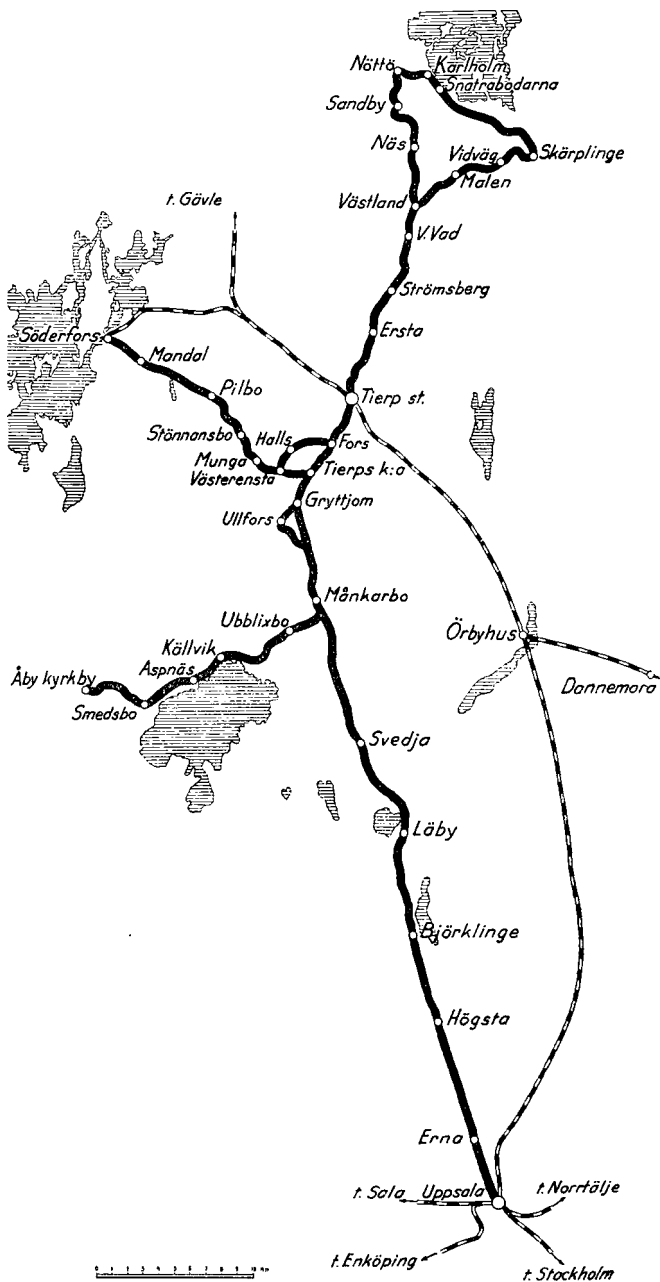 Nöttö
Karlholm
Snatrabodarna
Sandby
Näs
Vidväg
Skärplinge
Malen
Västland
t. Gävle
V.Vad
Strömsberg
Söderfors
Ersta
Mandal
Pilbo
Tierp st.
Stönnansbo
Halls
Fors
Munga
Tierps k:a
Västerensta
Gryttjom
Ullfors
Månkarbo
Ubblixbo
Örbyhus
Källvik
Aspnäs
Åby kyrkby
Dannemora
Smedsbo
Svedja
Läby
Björklinge
Högsta
Erna
t. Sala
Uppsala
t. Norrtälje
t. Enköping
t. Stockholm